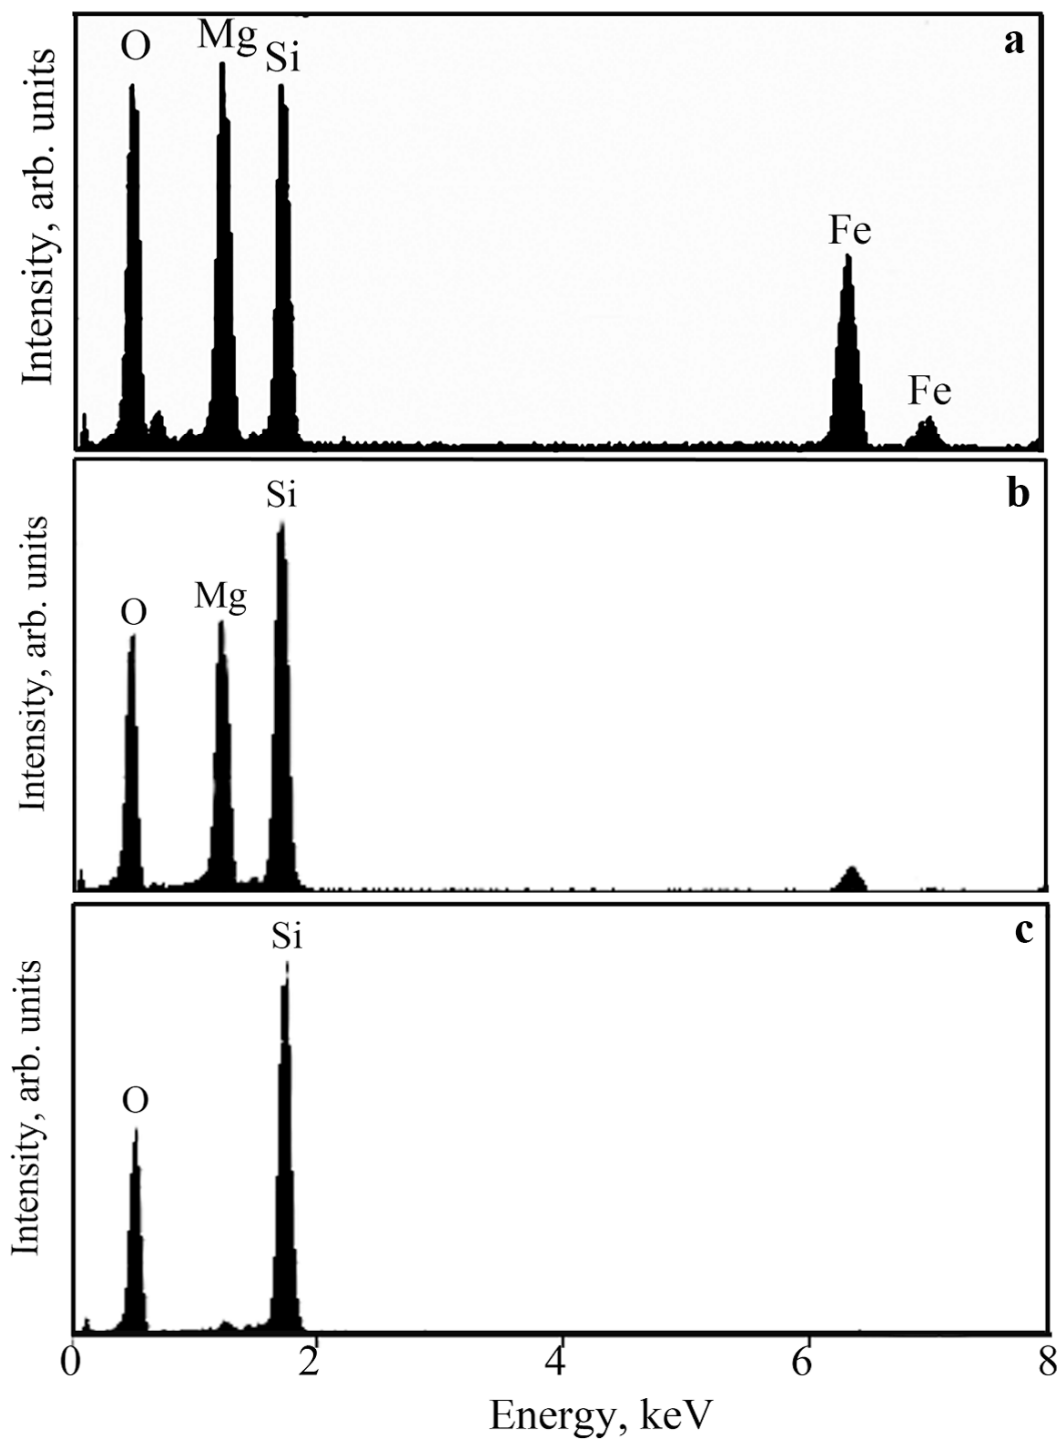 a
O
Mg
Si
Fe
Fe
Intensity, arb. units
b
O
Mg
Si
Intensity, arb. units
c
O
Si
Intensity, arb. units
0 2 4 6 8
Energy, keV